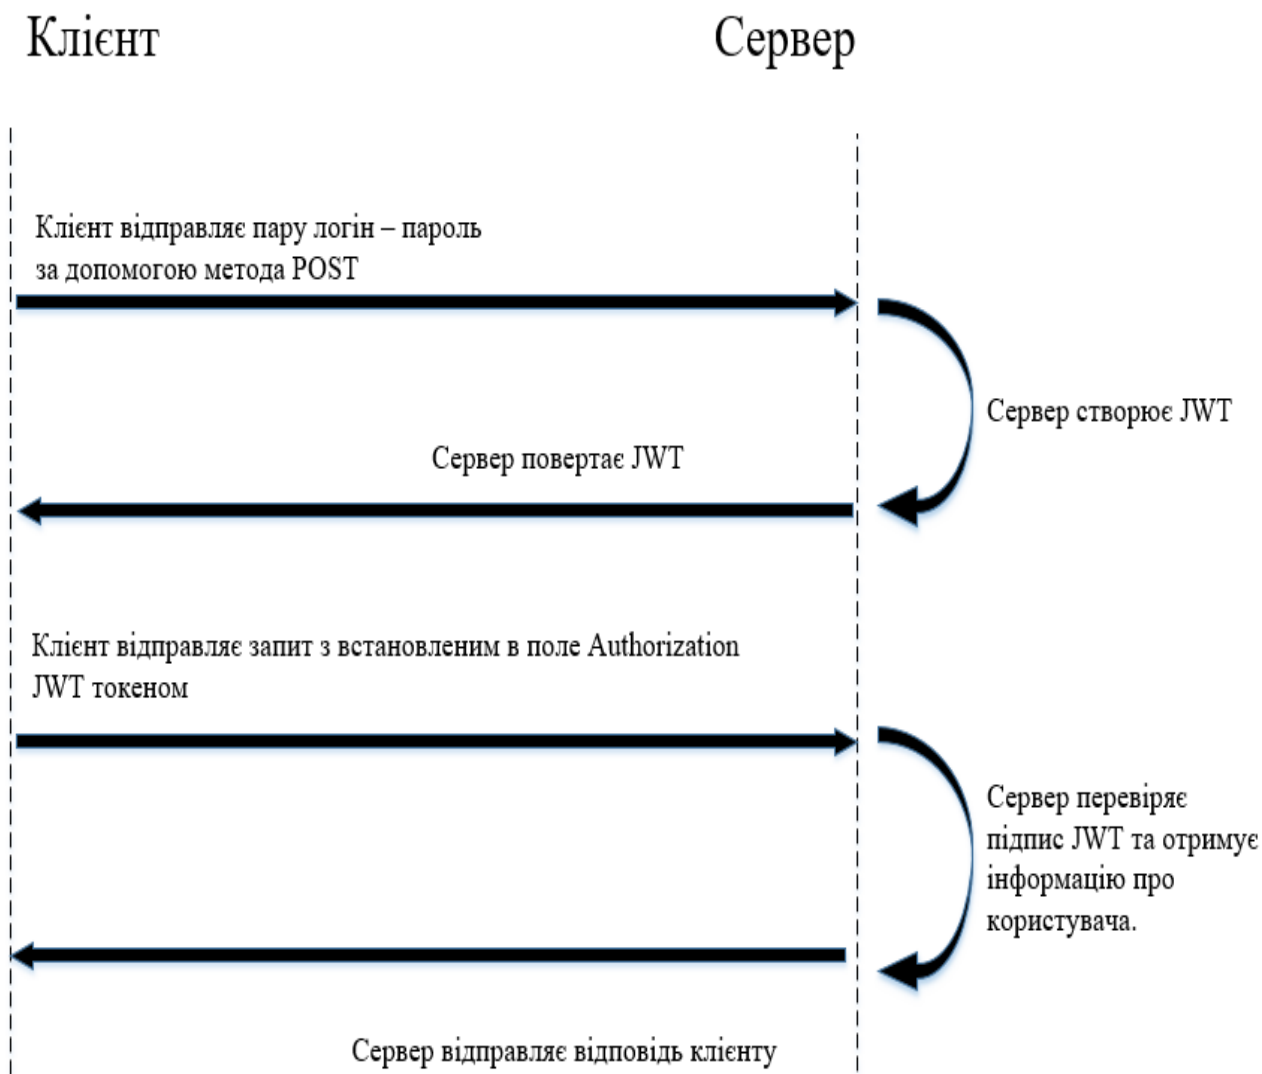 Клієнт
Сервер
Клієнт відправляє пару логін – пароль
за допомогою метода POST
Сервер створює JWT
Сервер повертає JWT
Клієнт відправляє запит з встановленим в поле Authorization
JWT токеном
Сервер перевіряє
підпис JWT та отримує
інформацію про
користувача.
Сервер відправляє відповідь клієнту